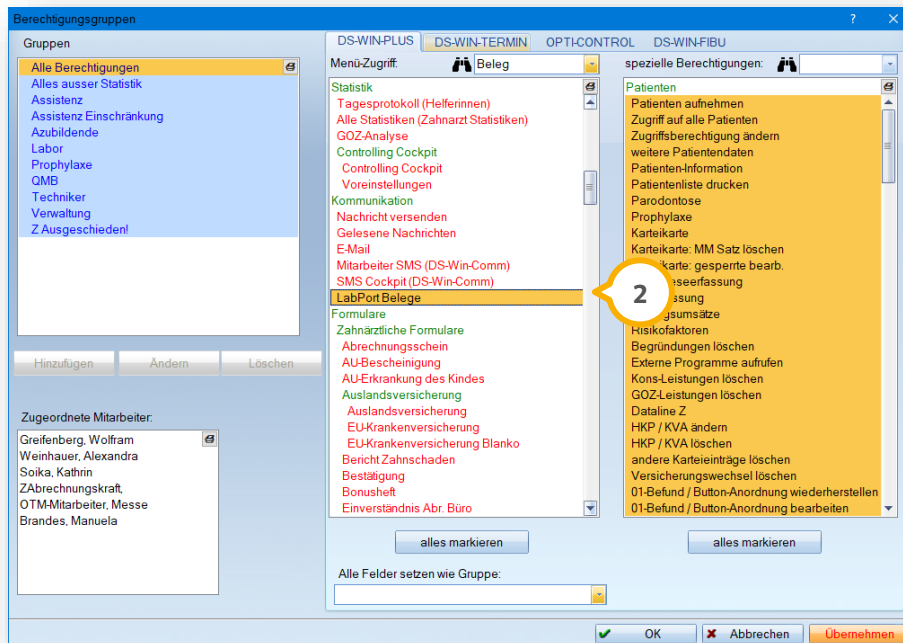 Berechtigungsgruppen
Gruppen
Alle Berechtigungen
Alles ausser Statistik
Assistenz
Assistenz Einschränkung
Azubildende
Labor
Prophylaxe
QMB
Techniker
Verwaltung
Z Ausgeschieden!
Hinzufügen Ändern Löschen
Zugeordnete Mitarbeiter:
Greifenberg, Wolfram
Weinhauer, Alexandra
Soika, Kathrin
ZAbrechnungskraft,
OTM-Mitarbeiter, Messe
Brandes, Manuela
DS-WIN-PLUS DS-WIN-TERMIN OPTI-CONTROL DS-WIN-FIBU
Menü-Zugriff: Beleg
Statistik
Tagesprotokoll (Helferinnen)
Alle Statistiken (Zahnarzt Statistiken)
GOZ-Analyse
Controlling Cockpit
Controlling Cockpit
Voreinstellungen
Kommunikation
Nachricht versenden
Gelesene Nachrichten
E-Mail
Mitarbeiter SMS (DS-Win-Comm)
SMS Cockpit (DS-Win-Comm)
LabPort Belege
Formulare
Zahnärztliche Formulare
Abrechnungsschein
AU-Bescheinigung
AU-Erkrankung des Kindes
Auslandsversicherung
Auslandsversicherung
EU-Krankenversicherung
EU-Krankenversicherung Blanko
Bericht Zahnschaden
Bestätigung
Bonusheft
Einverständnis Abr. Büro
alles markieren
2
spezielle Berechtigungen:
Patienten
Patienten aufnehmen
Zugriff auf alle Patienten
Zugriffsberechtigung ändern
weitere Patientendaten
Patienten-Information
Patientenliste drucken
Parodontose
Prophylaxe
Karteikarte
Karteikarte: MM Satz löschen
gesperrte bearb.
Risikofaktoren
Begründungen löschen
Externe Programme aufrufen
Kons-Leistungen löschen
GOZ-Leistungen löschen
Dataline Z
HKP / KVA ändern
HKP / KVA löschen
andere Karteieinträge löschen
Versicherungswechsel löschen
01-Befund / Button-Anordnung wiederherstellen
01-Befund / Button-Anordnung bearbeiten
alles markieren
Alle Felder setzen wie Gruppe:
OK Abbrechen Übernehmen